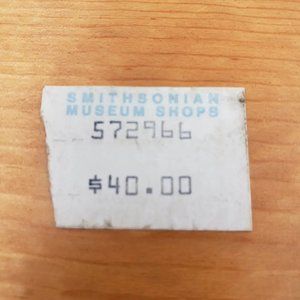 SMITHSONIAN
MUSEUM SHOPS
572966
$40.00